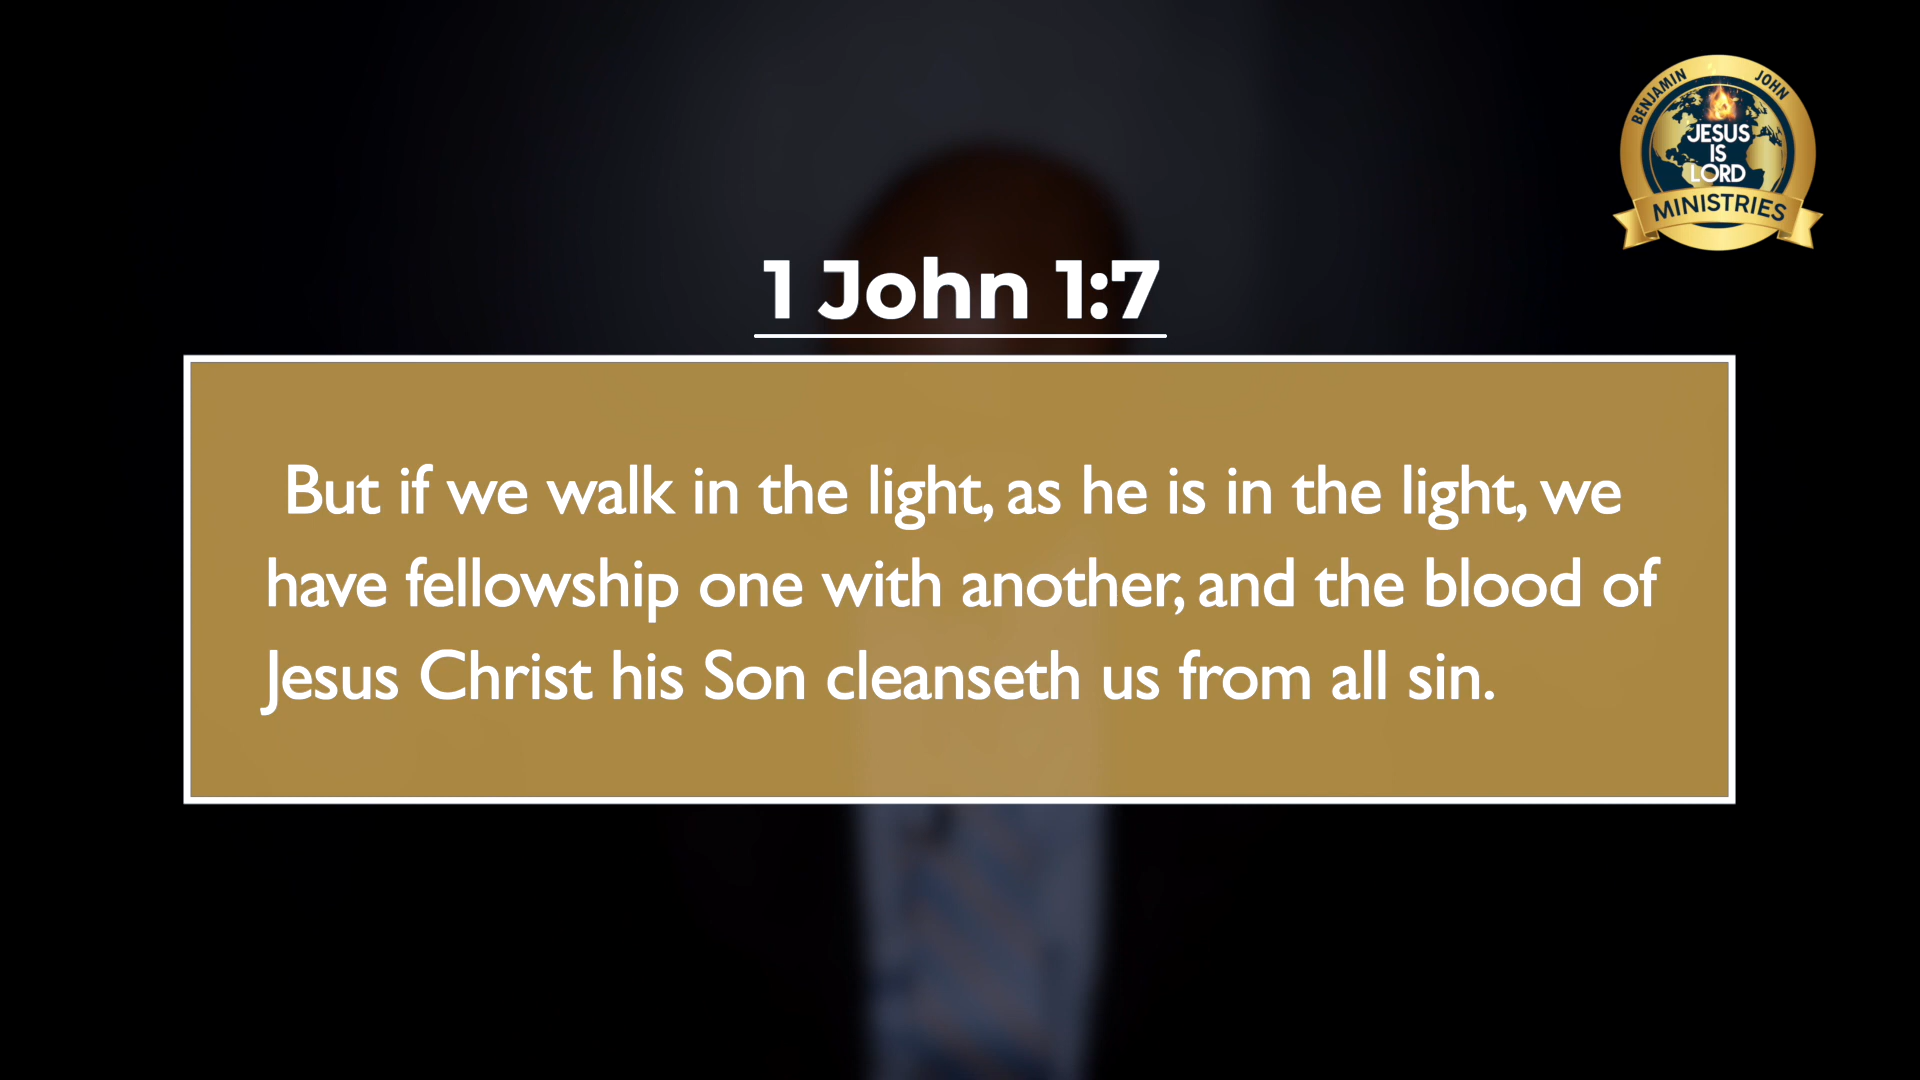 BENJAMIN JOHN
JESUS
IS
LORD
MINISTRIES
1 John 1:7
But if we walk in the light, as he is in the light, we
have fellowship one with another, and the blood of
Jesus Christ his Son cleanseth us from all sin.